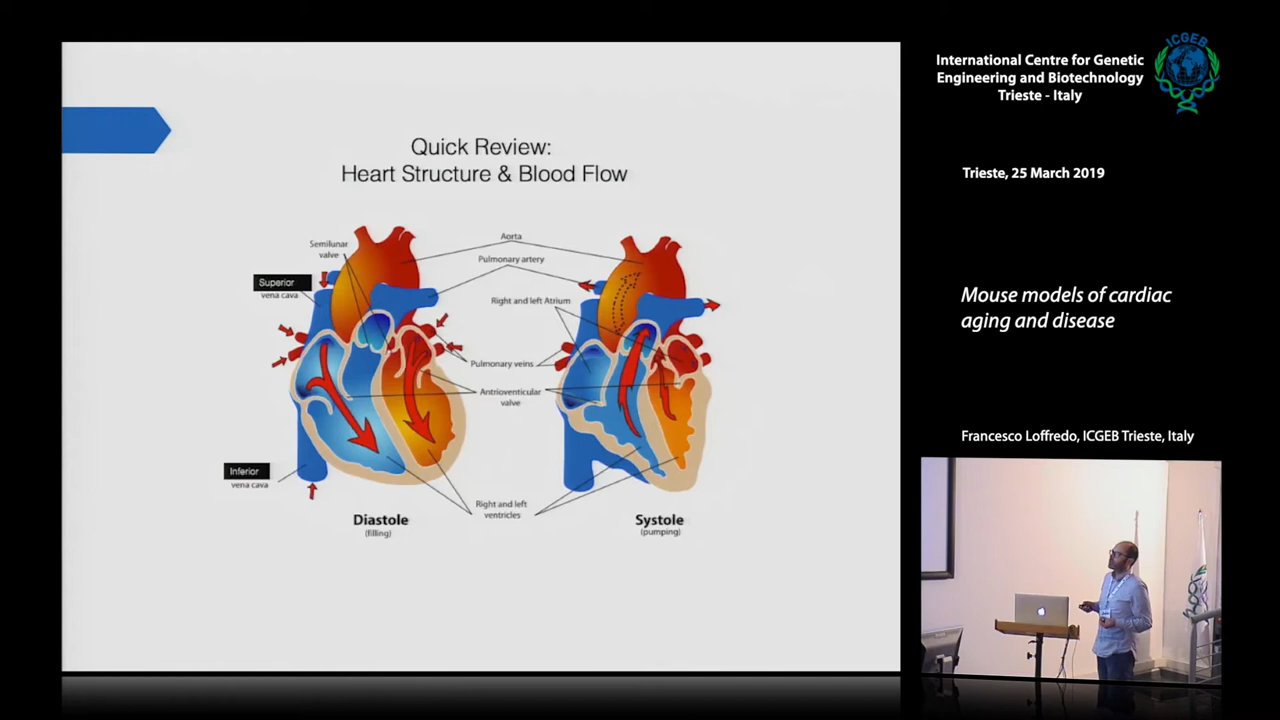 Quick Review:
Heart Structure & Blood Flow
Semilunar
valve
Superior
vena cava
Inferior
vena cava
Aorta
Pulmonary artery
Right and left Atrium
Pulmonary veins
Antrioventicular
valve
Right and left
ventricles
Diastole
(filling)
Systole
(pumping)
ICGEB
International Centre for Genetic
Engineering and Biotechnology
Trieste - Italy
Trieste, 25 March 2019
Mouse models of cardiac
aging and disease
Francesco Loffredo, ICGEB Trieste, Italy